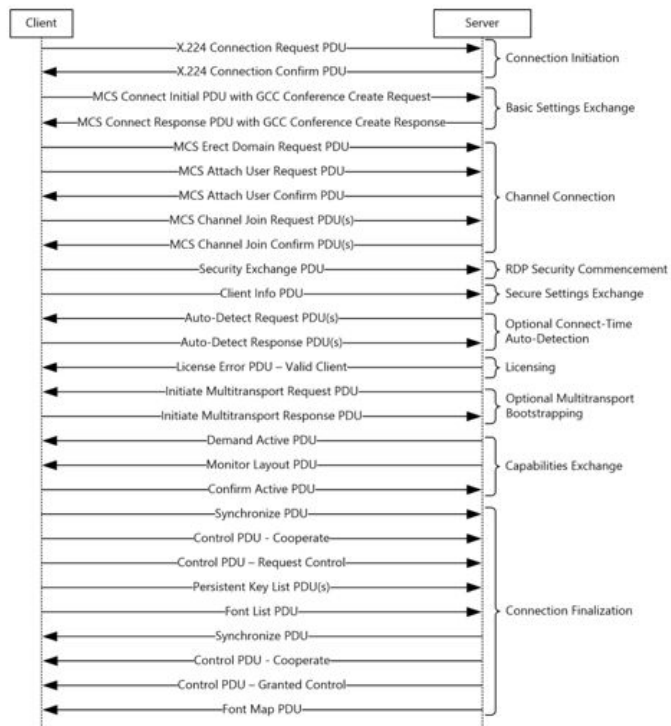 Client
Server
X.224 Connection Request PDU
X.224 Connection Confirm PDU
Connection Initiation
MCS Connect Initial PDU with GCC Conference Create Request
MCS Connect Response PDU with GCC Conference Create Response
Basic Settings Exchange
MCS Erect Domain Request PDU
MCS Attach User Request PDU
MCS Attach User Confirm PDU
MCS Channel Join Request PDU(s)
MCS Channel Join Confirm PDU(s)
Channel Connection
Security Exchange PDU
RDP Security Commencement
Client Info PDU
Secure Settings Exchange
Auto-Detect Request PDU(s)
Auto-Detect Response PDU(s)
Optional Connect-Time
Auto-Detection
License Error PDU – Valid Client
Licensing
Initiate Multitransport Request PDU
Initiate Multitransport Response PDU
Optional Multitransport
Bootstrapping
Demand Active PDU
Monitor Layout PDU
Confirm Active PDU
Capabilities Exchange
Synchronize PDU
Control PDU - Cooperate
Control PDU – Request Control
Persistent Key List PDU(s)
Font List PDU
Synchronize PDU
Control PDU - Cooperate
Control PDU – Granted Control
Font Map PDU
Connection Finalization